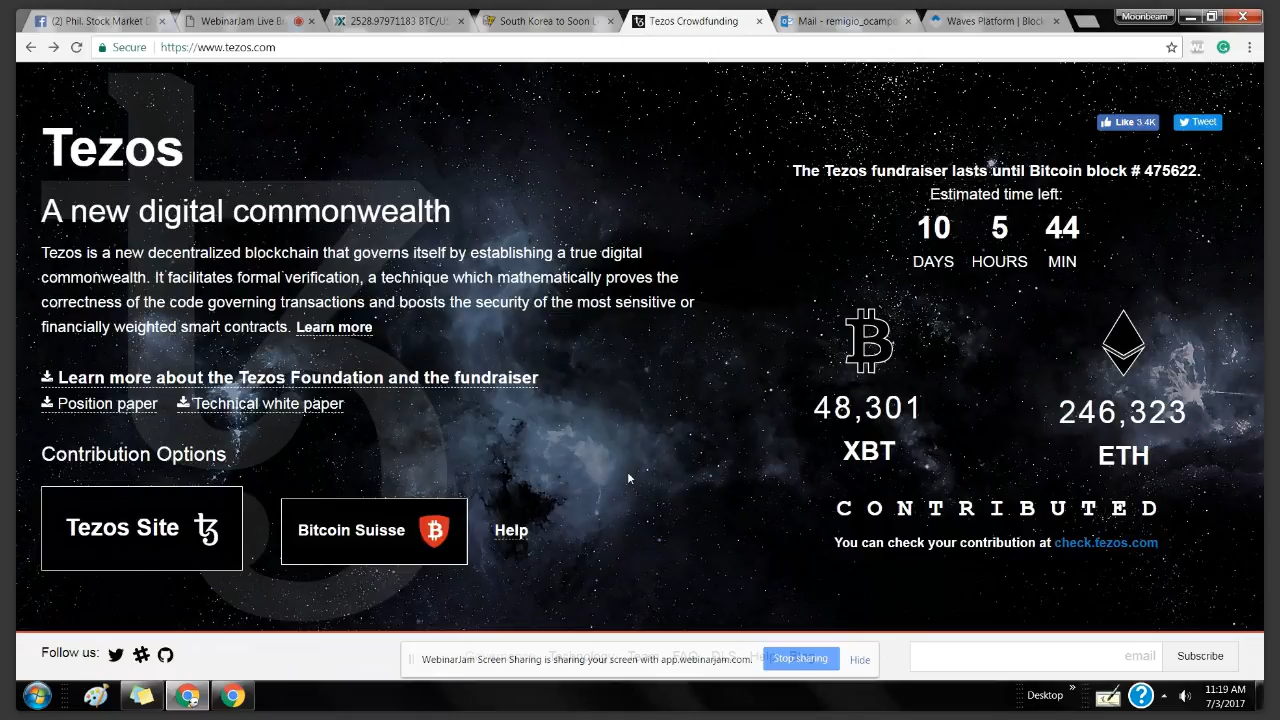 (2) Phil. Stock Market D
WebinarJam Live Br
2528.97971183 BTC/U
South Korea to Soon L
Tezos Crowdfunding
Mail - remigio_ocampo
Waves Platform | Block
Moonbeam
Secure
https://www.tezos.com
Like 3.4K
Tweet
Tezos
A new digital commonwealth
Tezos is a new decentralized blockchain that governs itself by establishing a true digital
commonwealth. It facilitates formal verification, a technique which mathematically proves the
correctness of the code governing transactions and boosts the security of the most sensitive or
financially weighted smart contracts. Learn more
Learn more about the Tezos Foundation and the fundraiser
Position paper
Technical white paper
Contribution Options
Tezos Site
Bitcoin Suisse
Help
The Tezos fundraiser lasts until Bitcoin block # 475622.
Estimated time left:
10 5 44
DAYS HOURS MIN
48,301
XBT
246,323
ETH
CONTRIBUTED
You can check your contribution at check.tezos.com
Follow us:
WebinarJam Screen Sharing is sharing your screen with app.webinarjam.com.
Stop sharing
Hide
email
Subscribe
Desktop
11:19 AM
7/3/2017